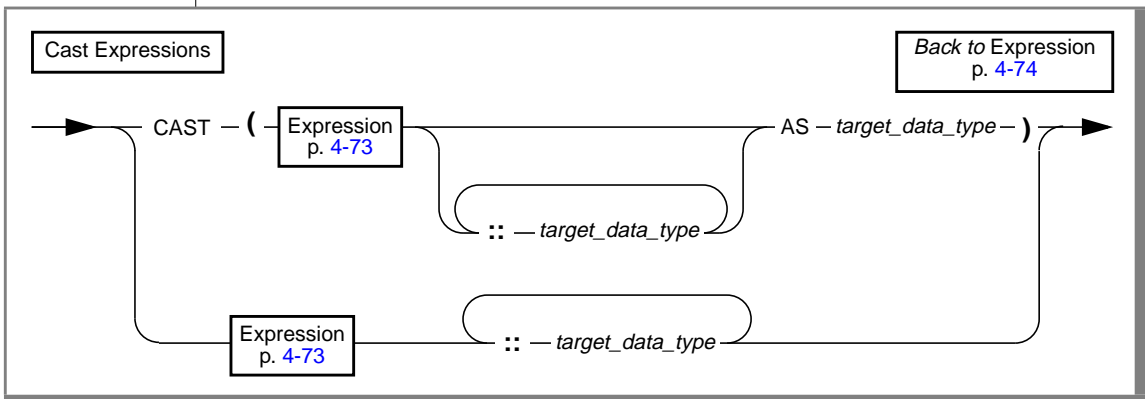 Cast Expressions
Back to Expression
p. 4-74
CAST ( Expression
p. 4-73
AS target_data_type )
:: target_data_type
Expression
p. 4-73
:: target_data_type